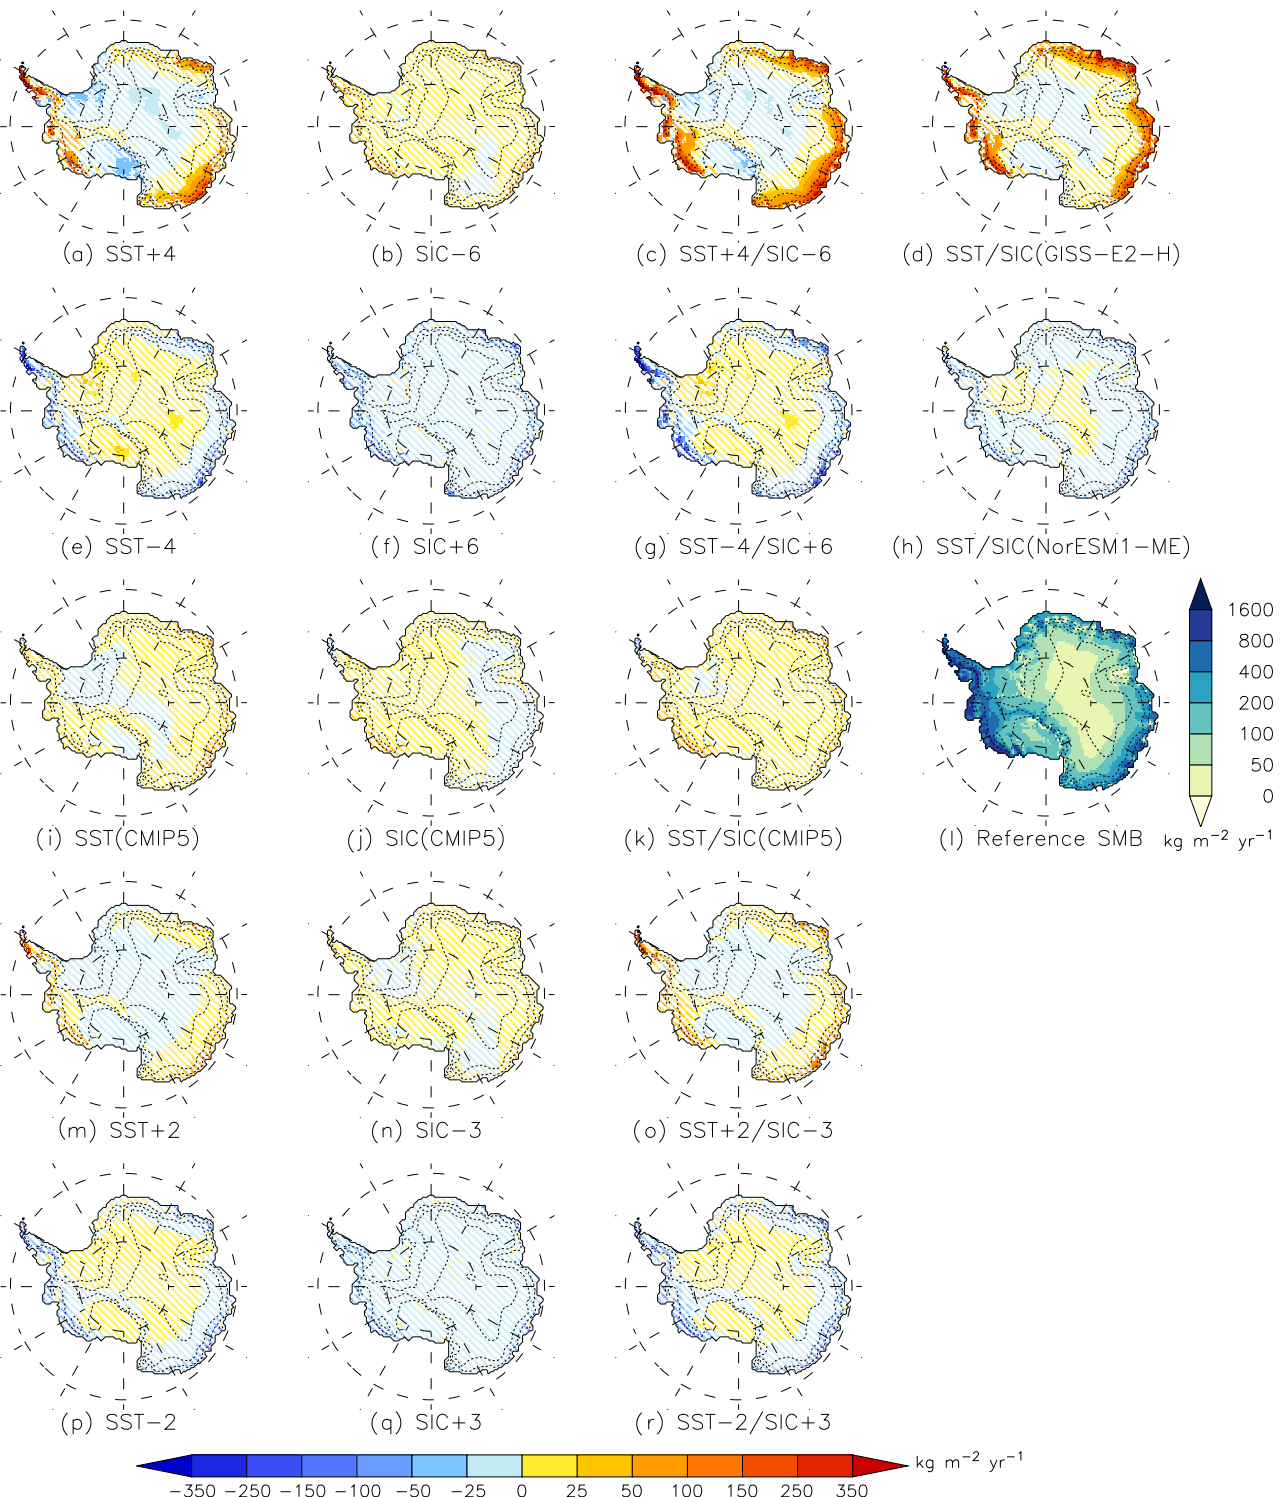 (a) SST+4
(b) SIC−6
(c) SST+4/SIC−6
(d) SST/SIC(GISS−E2−H)
(e) SST−4
(f) SIC+6
(g) SST−4/SIC+6
(h) SST/SIC(NorESM1−ME)
(i) SST(CMIP5)
(j) SIC(CMIP5)
(k) SST/SIC(CMIP5)
1600
800
400
200
100
50
0
(l) Reference SMB
kg m−2 yr−1
(m) SST+2
(n) SIC−3
(o) SST+2/SIC−3
(p) SST−2
(q) SIC+3
(r) SST−2/SIC+3
kg m−2 yr−1
−350 −250 −150 −100 −50 −25 0 25 50 100 150 250 350